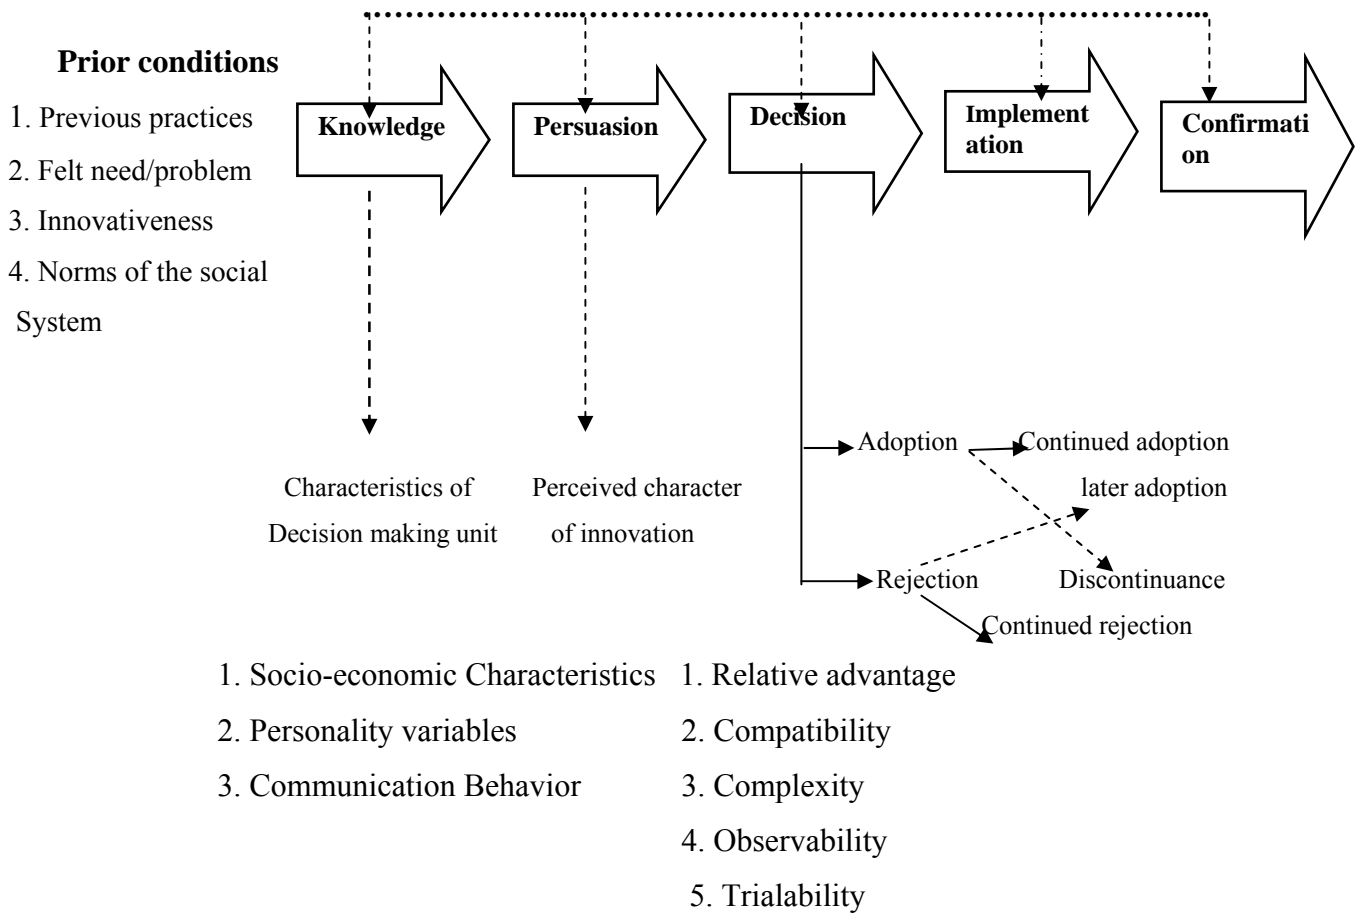 Prior conditions
1. Previous practices
2. Felt need/problem
3. Innovativeness
4. Norms of the social
System
Knowledge
Persuasion
Decision
Implement
ation
Confirmati
on
Characteristics of
Decision making unit
Perceived character
of innovation
Adoption
Continued adoption
later adoption
Rejection
Discontinuance
Continued rejection
1. Socio-economic Characteristics
2. Personality variables
3. Communication Behavior
1. Relative advantage
2. Compatibility
3. Complexity
4. Observability
5. Trialability